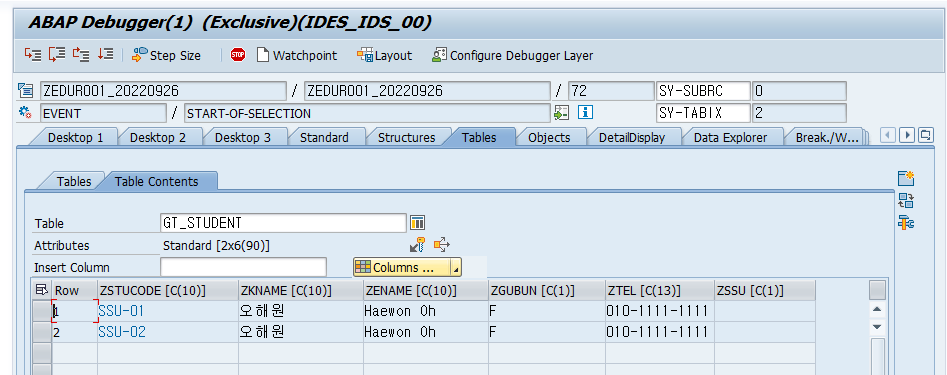 ABAP Debugger(1) (Exclusive)(IDES_IDS_00)
Step Size STOP Watchpoint Layout Configure Debugger Layer
ZEDUR001_20220926 / ZEDUR001_20220926 / 72 SY-SUBRC 0
EVENT / START-OF-SELECTION SY-TABIX 2
Desktop 1 Desktop 2 Desktop 3 Standard Structures Tables Objects DetailDisplay Data Explorer Break./W...
Tables Table Contents
Table GT_STUDENT
Attributes Standard [2x6(90)]
Insert Column Columns ...
Row ZSTUCODE [C(10)] ZKNAME [C(10)] ZENAME [C(10)] ZGUBUN [C(1)] ZTEL [C(13)] ZSSU [C(1)]
1 SSU-01 오해원 Haewon Oh F 010-1111-1111
2 SSU-02 오해원 Haewon Oh F 010-1111-1111